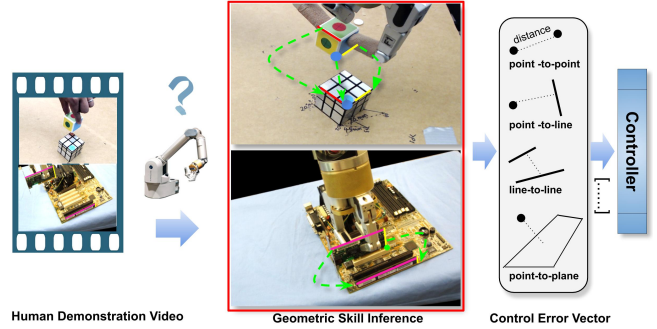 distance
point -to-point
point -to-line
line-to-line
point-to-plane
[......]
Controller
Human Demonstration Video
Geometric Skill Inference
Control Error Vector